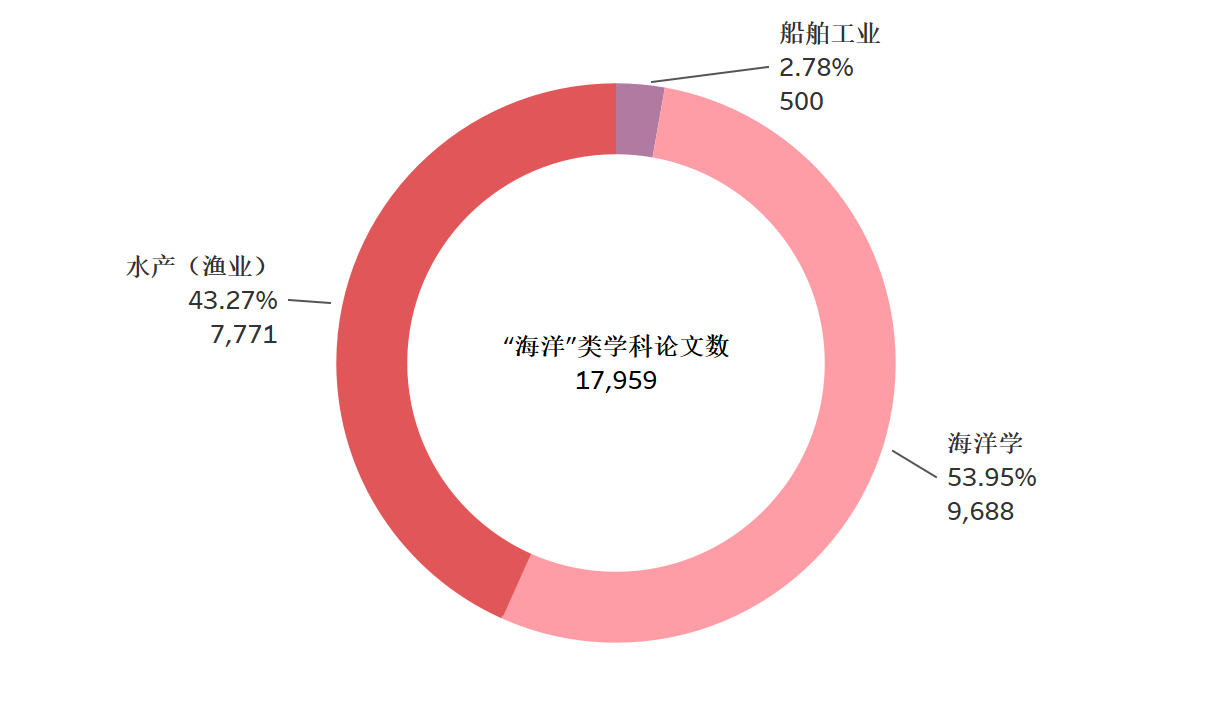 船舶工业
2.78%
500
水产（渔业）
43.27%
7,771
“海洋”类学科论文数
17,959
海洋学
53.95%
9,688